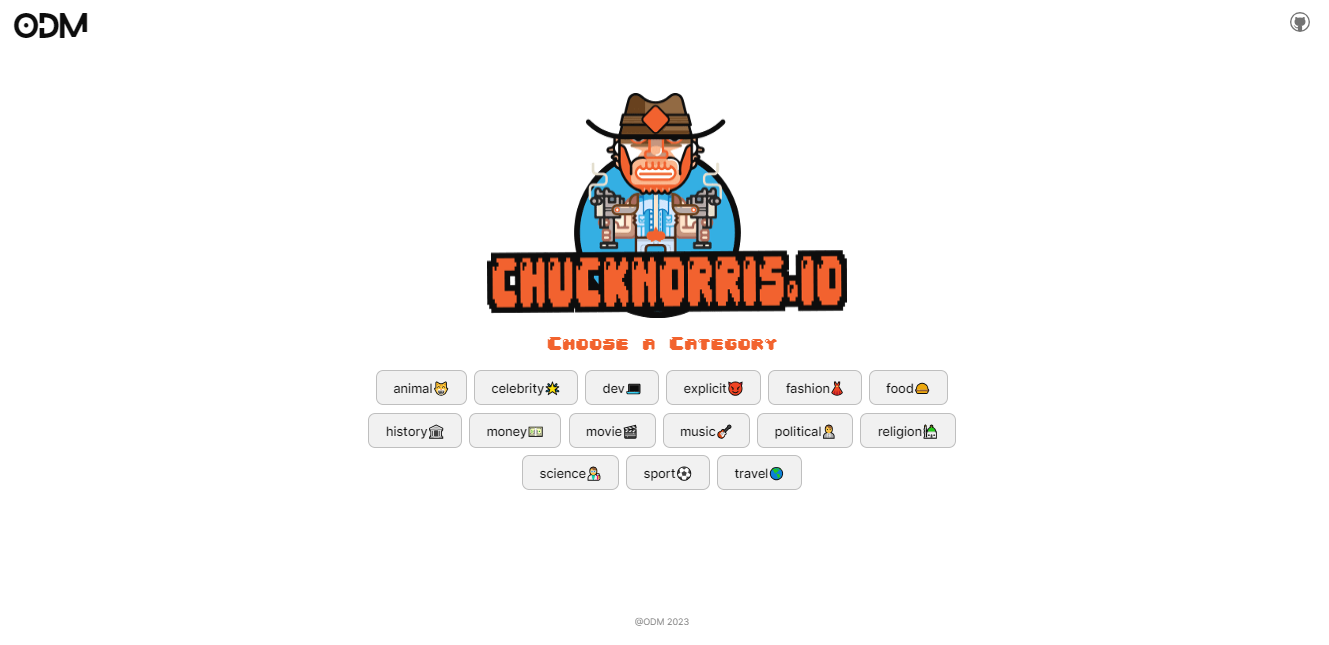 ODM
CHUCKNORRIS.IO
Choose a Category
animal celebrity dev explicit fashion food
history money movie music political religion
science sport travel
@ODM 2023